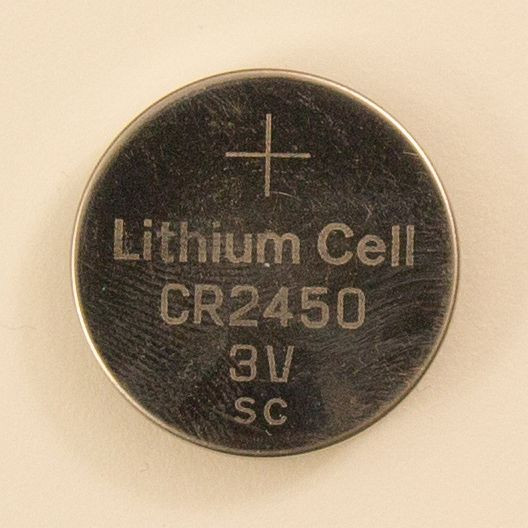 +
Lithium Cell
CR2450
3V
SC